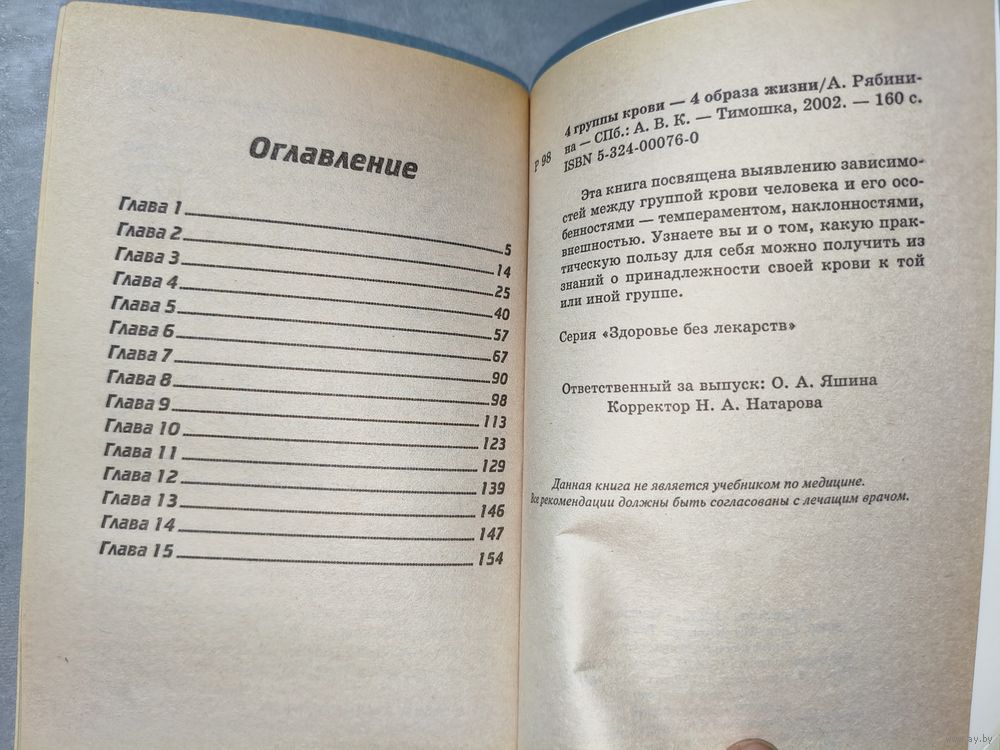 Оглавление
Глава 1 5
Глава 2 14
Глава 3 25
Глава 4 40
Глава 5 57
Глава 6 67
Глава 7 90
Глава 8 98
Глава 9 113
Глава 10 123
Глава 11 129
Глава 12 139
Глава 13 146
Глава 14 147
Глава 15 154
4 группы крови — 4 образа жизни/А. Рябини-
Р 98 на — СПб.: А. В. К. — Тимошка, 2002. — 160 с.
ISBN 5-324-00076-0
Эта книга посвящена выявлению зависимо-
стей между группой крови человека и его осо-
бенностями — темпераментом, наклонностями,
внешностью. Узнаете вы и о том, какую прак-
тическую пользу для себя можно получить из
знаний о принадлежности своей крови к той
или иной группе.
Серия «Здоровье без лекарств»
Ответственный за выпуск: О. А. Яшина
Корректор Н. А. Натарова
Данная книга не является учебником по медицине.
Все рекомендации должны быть согласованы с лечащим врачом.